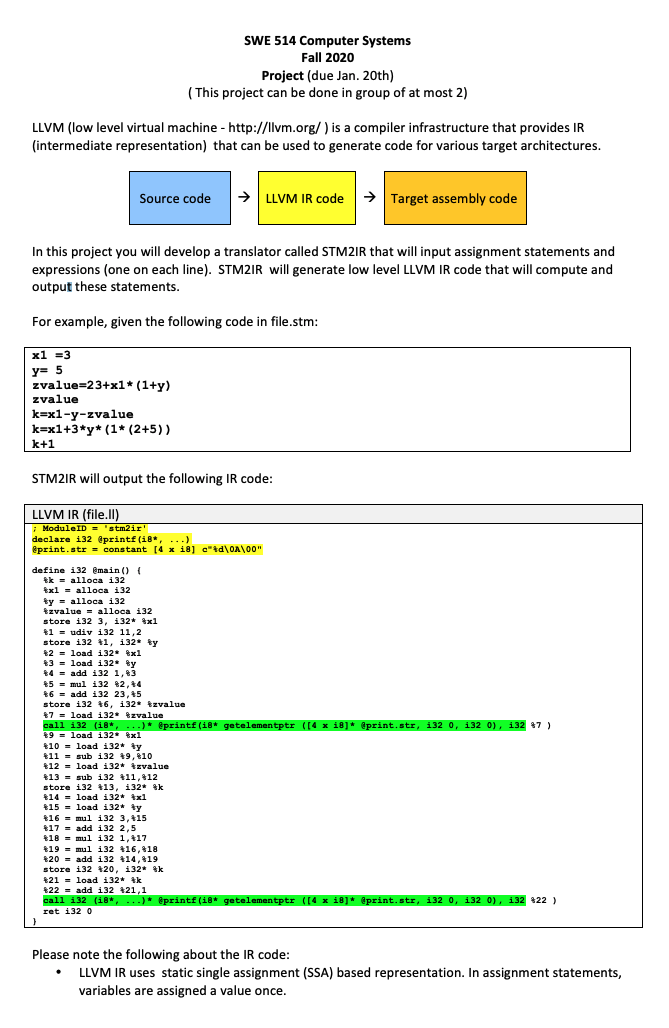 SWE 514 Computer Systems
Fall 2020
Project (due Jan. 20th)
( This project can be done in group of at most 2)
LLVM (low level virtual machine - http://llvm.org/ ) is a compiler infrastructure that provides IR
(intermediate representation) that can be used to generate code for various target architectures.
Source code → LLVM IR code → Target assembly code
In this project you will develop a translator called STM2IR that will input assignment statements and
expressions (one on each line). STM2IR will generate low level LLVM IR code that will compute and
output these statements.
For example, given the following code in file.stm:
x1 =3
y= 5
zvalue=23+x1*(1+y)
zvalue
k=x1-y-zvalue
k=x1+3*y*(1*(2+5))
k+1
STM2IR will output the following IR code:
LLVM IR (file.ll)
; ModuleID = 'stm2ir'
declare i32 @printf(i8*, ...)
@print.str = constant [4 x i8] c"%d\0A\00"
define i32 @main() {
%k = alloca i32
%x1 = alloca i32
%y = alloca i32
%zvalue = alloca i32
store i32 3, i32* %x1
%1 = udiv i32 11,2
store i32 %1, i32* %y
%2 = load i32* %x1
%3 = load i32* %y
%4 = add i32 1,%3
%5 = mul i32 %2,%4
%6 = add i32 23,%5
store i32 %6, i32* %zvalue
%7 = load i32* %zvalue
call i32 (i8*, ...)* @printf(i8* getelementptr ([4 x i8]* @print.str, i32 0, i32 0), i32 %7 )
%9 = load i32* %x1
%10 = load i32* %y
%11 = sub i32 %9,%10
%12 = load i32* %zvalue
%13 = sub i32 %11,%12
store i32 %13, i32* %k
%14 = load i32* %x1
%15 = load i32* %y
%16 = mul i32 3,%15
%17 = add i32 2,5
%18 = mul i32 1,%17
%19 = mul i32 %16,%18
%20 = add i32 %14,%19
store i32 %20, i32* %k
%21 = load i32* %k
%22 = add i32 %21,1
call i32 (i8*, ...)* @printf(i8* getelementptr ([4 x i8]* @print.str, i32 0, i32 0), i32 %22 )
ret i32 0
}
Please note the following about the IR code:
• LLVM IR uses static single assignment (SSA) based representation. In assignment statements,
variables are assigned a value once.